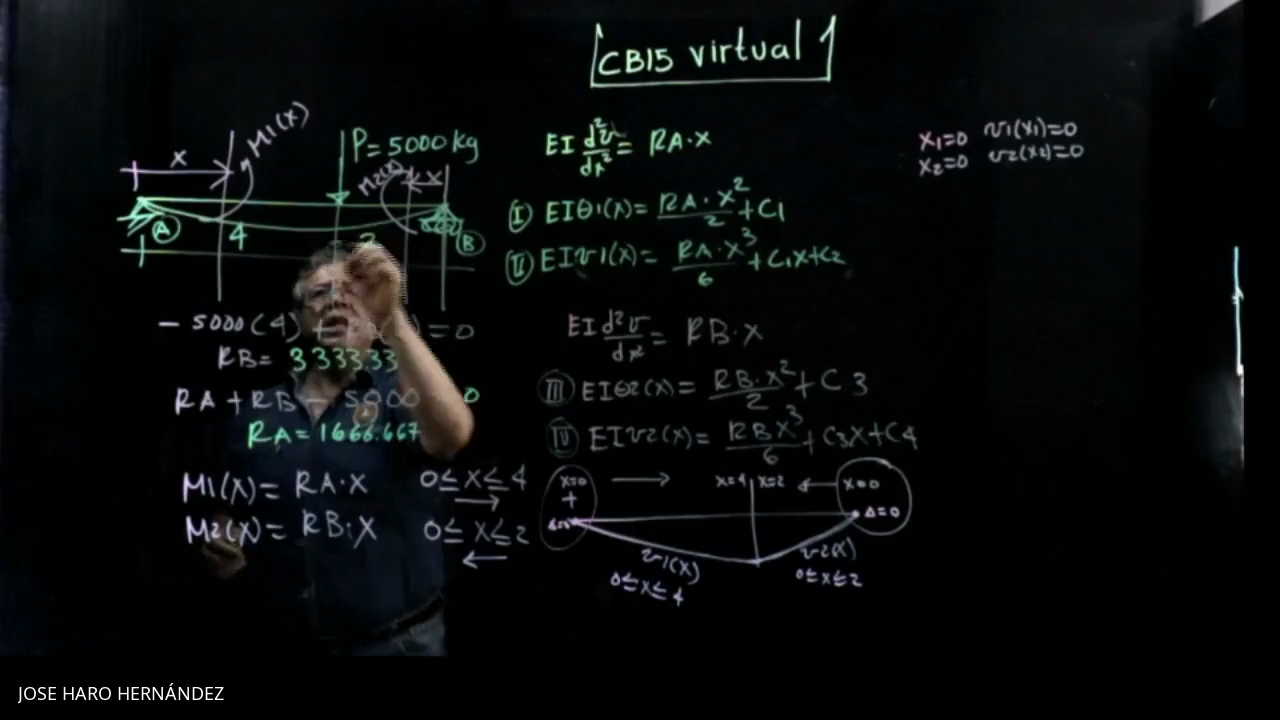 CB15 virtual
P=5000 kg
M1(X)
X
M2(X)
X
A
4
B
- 5000(4) + =0
RB= 3333.33
RA+RB-5000 0
RA=1666.667
M1(X)= RA·X 0≤X≤4
M2(X)= RB·X 0≤X≤2
EI d²v/dx² = RA·X
I EIθ1(X)= RA·X²/2 +C1
II EIv1(X)= RA·X³/6 +C1X+C2
EI d²v/dx² = RB·X
III EIθ2(X)= RB·X²/2 + C3
IV EIv2(X)= RBX³/6 +C3X+C4
X=0
+
Δ=0
X=4 X=2
X=0
Δ=0
v1(X)
0≤X≤4
v2(X)
0≤X≤2
X1=0 v1(X1)=0
X2=0 v2(X2)=0
JOSE HARO HERNÁNDEZ